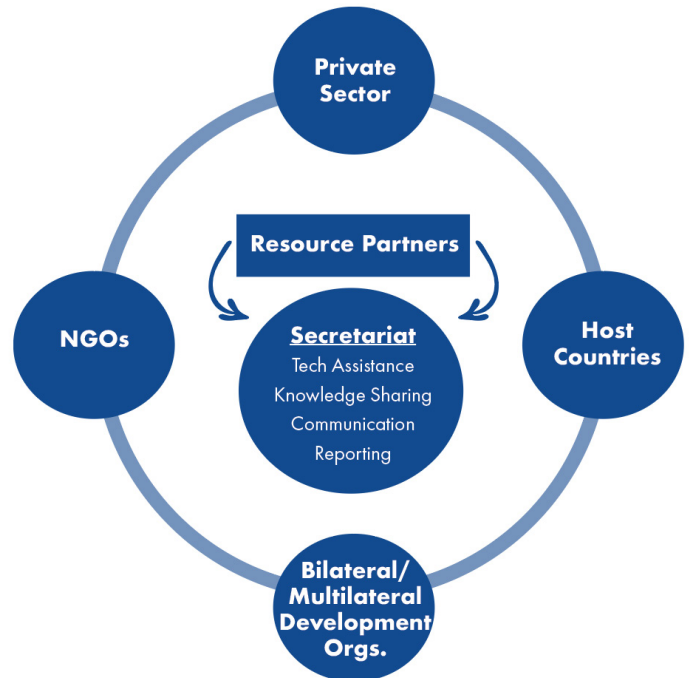 Private
Sector
Resource Partners
NGOs
Secretariat
Tech Assistance
Knowledge Sharing
Communication
Reporting
Host
Countries
Bilateral/
Multilateral
Development
Orgs.